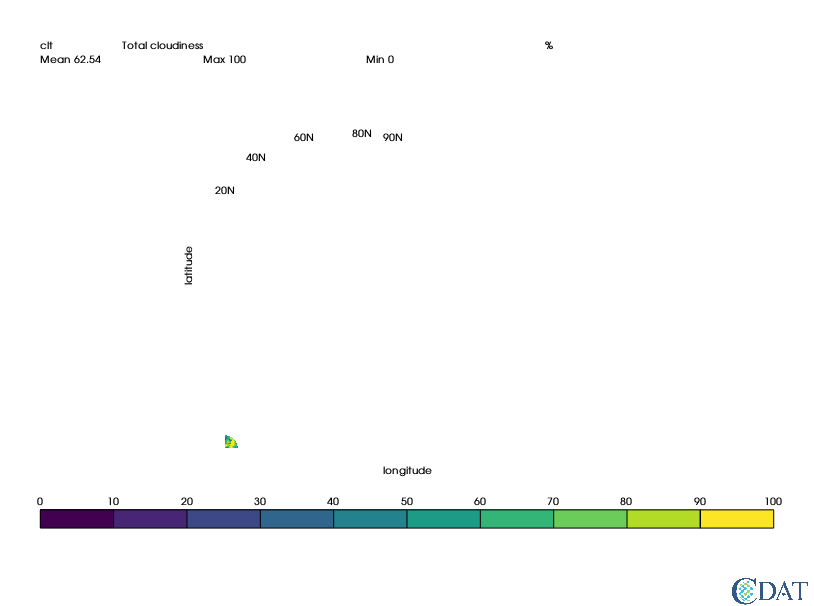 clt Total cloudiness %
Mean 62.54 Max 100 Min 0
60N 80N 90N
40N
20N
latitude
longitude
0 10 20 30 40 50 60 70 80 90 100
CDAT